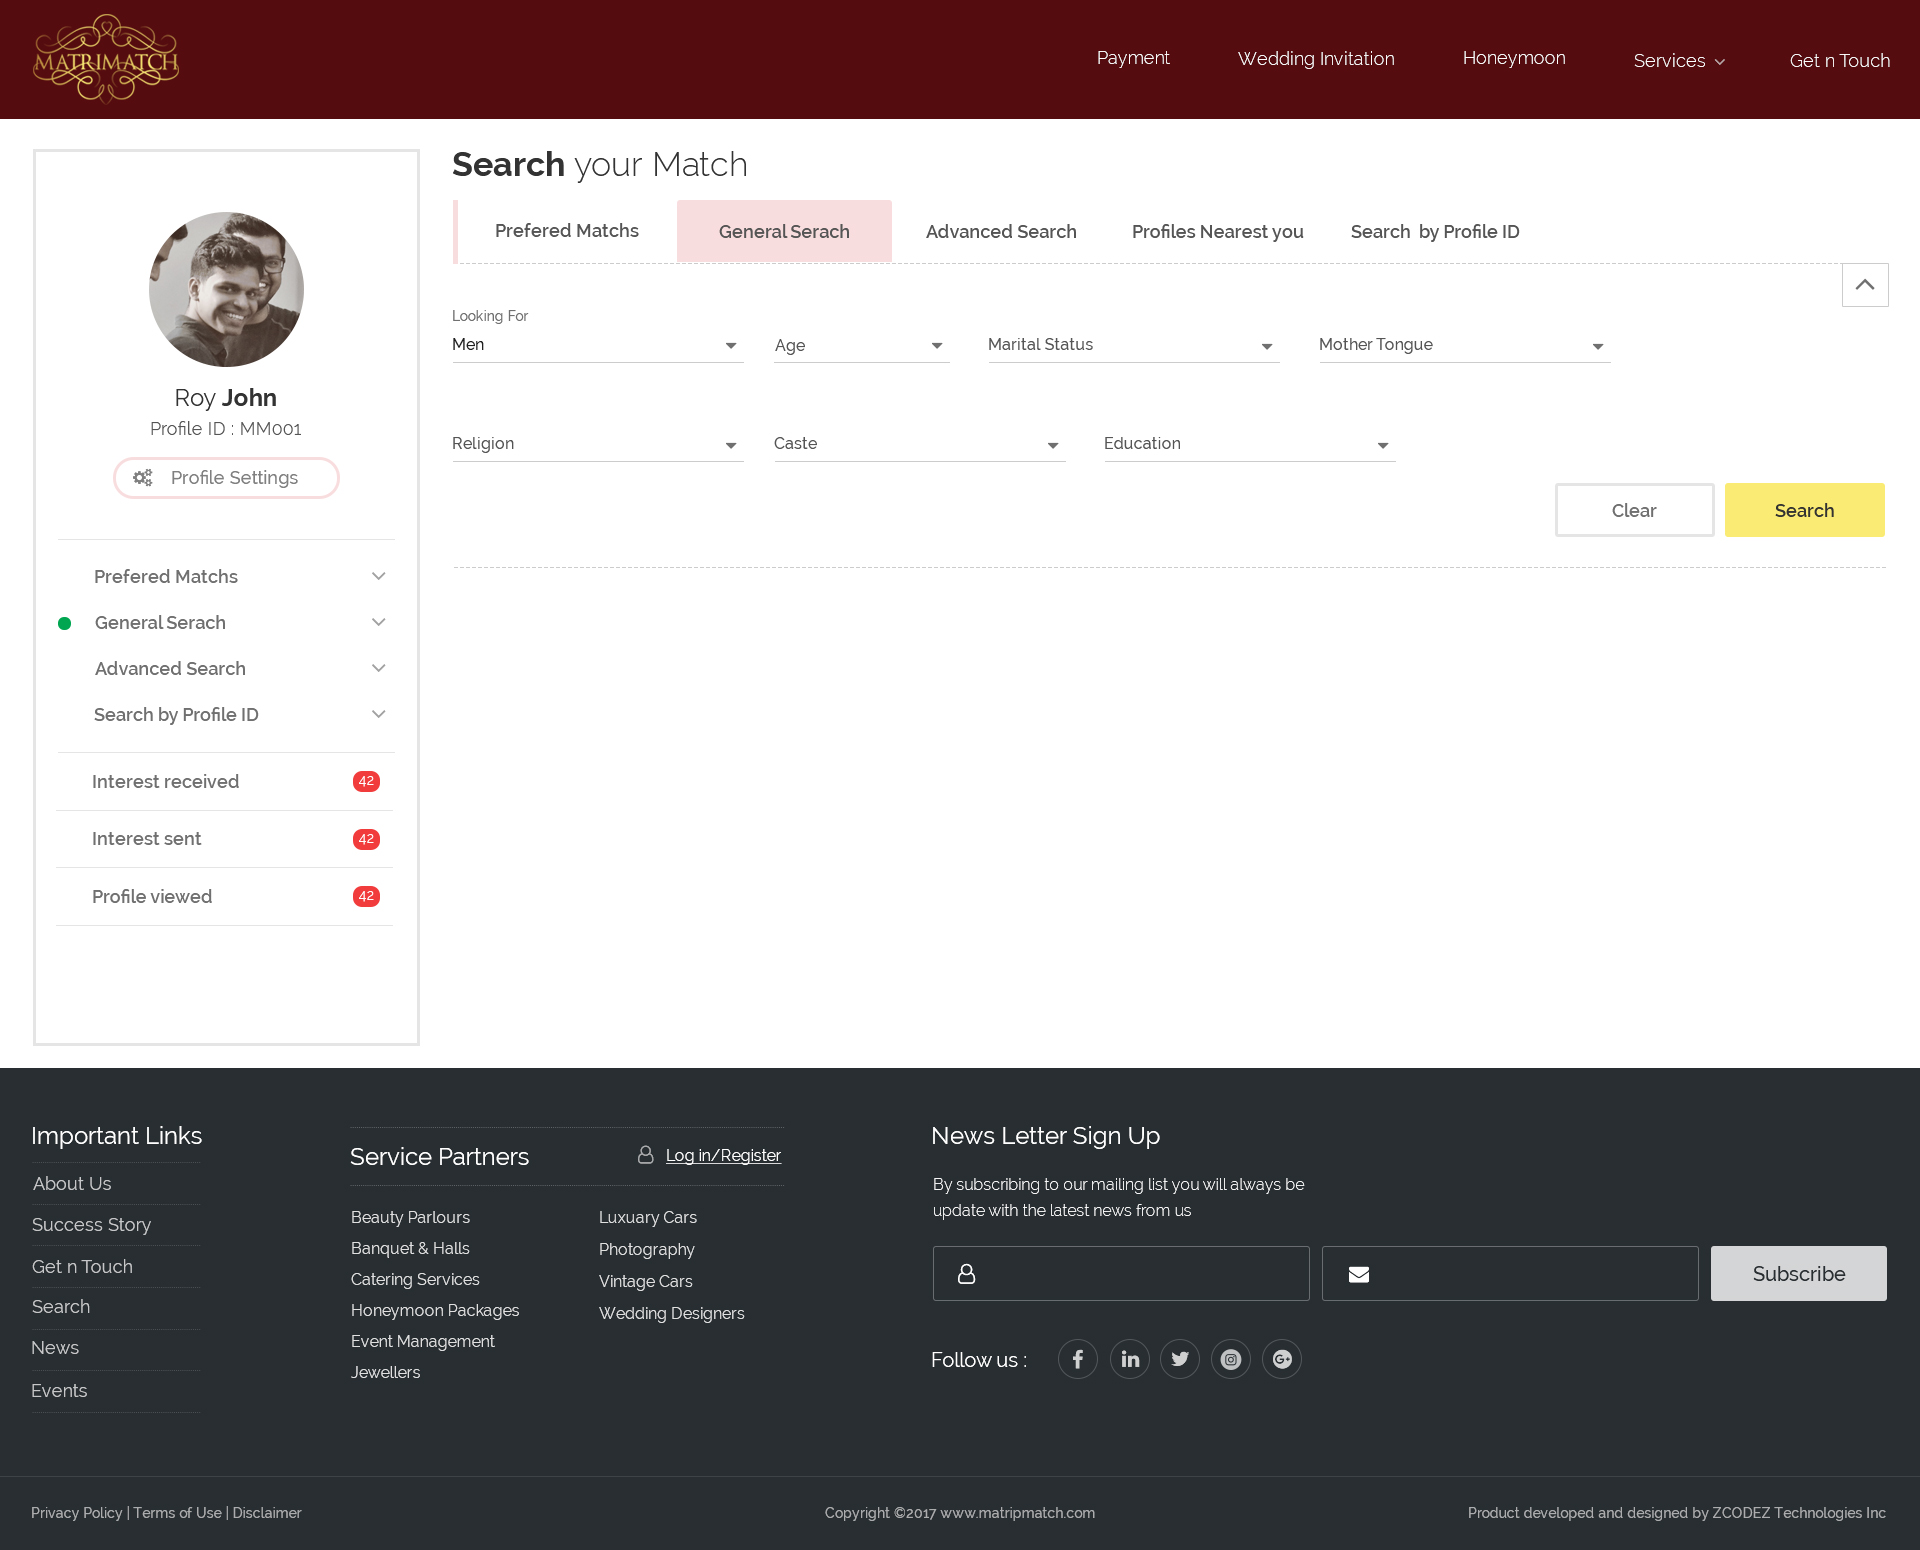 MATRIMATCH
Payment
Wedding Invitation
Honeymoon
Services
Get n Touch
Roy John
Profile ID : MM001
Profile Settings
Prefered Matchs
General Serach
Advanced Search
Search by Profile ID
Interest received 42
Interest sent 42
Profile viewed 42
Search your Match
Prefered Matchs
General Serach
Advanced Search
Profiles Nearest you
Search by Profile ID
Looking For
Men
Age
Marital Status
Mother Tongue
Religion
Caste
Education
Clear
Search
Important Links
About Us
Success Story
Get n Touch
Search
News
Events
Service Partners
Log in/Register
Beauty Parlours
Banquet & Halls
Catering Services
Honeymoon Packages
Event Management
Jewellers
Luxuary Cars
Photography
Vintage Cars
Wedding Designers
News Letter Sign Up
By subscribing to our mailing list you will always be
update with the latest news from us
Subscribe
Follow us :
Privacy Policy | Terms of Use | Disclaimer
Copyright ©2017 www.matripmatch.com
Product developed and designed by ZCODEZ Technologies Inc